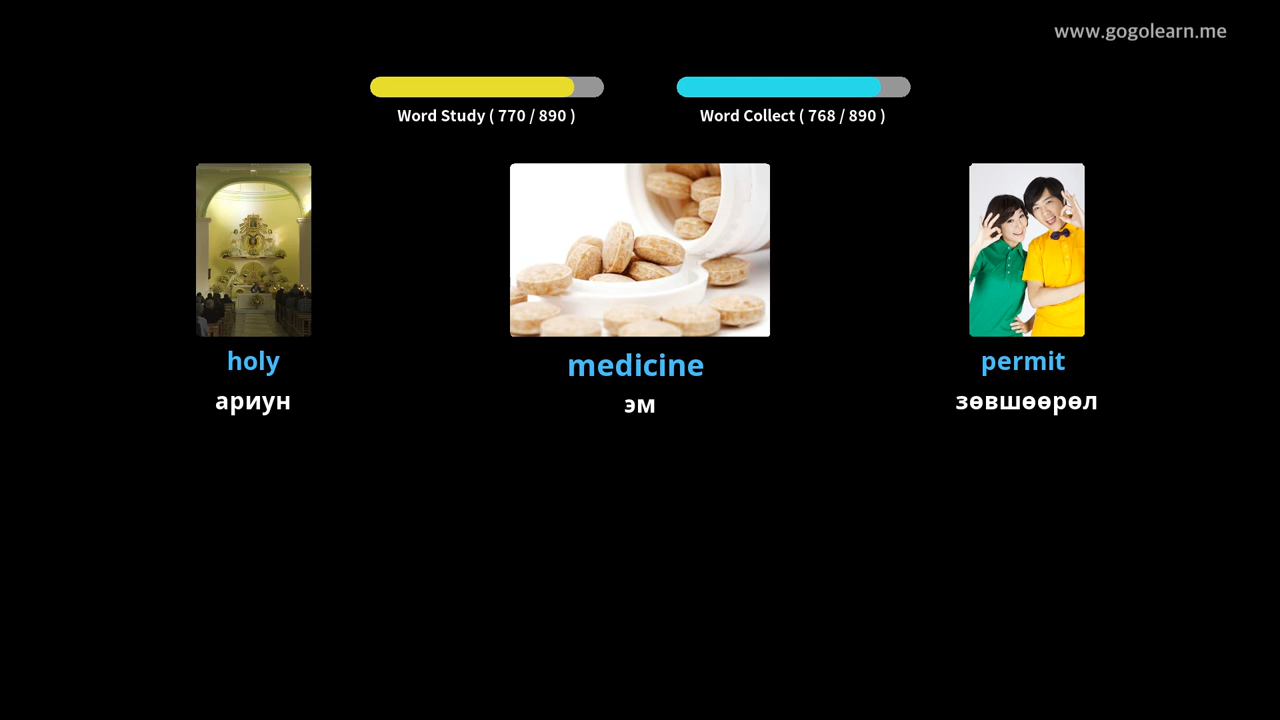 www.gogolearn.me
Word Study ( 770 / 890 )
Word Collect ( 768 / 890 )
holy
medicine
permit
ариун
эм
зөвшөөрөл